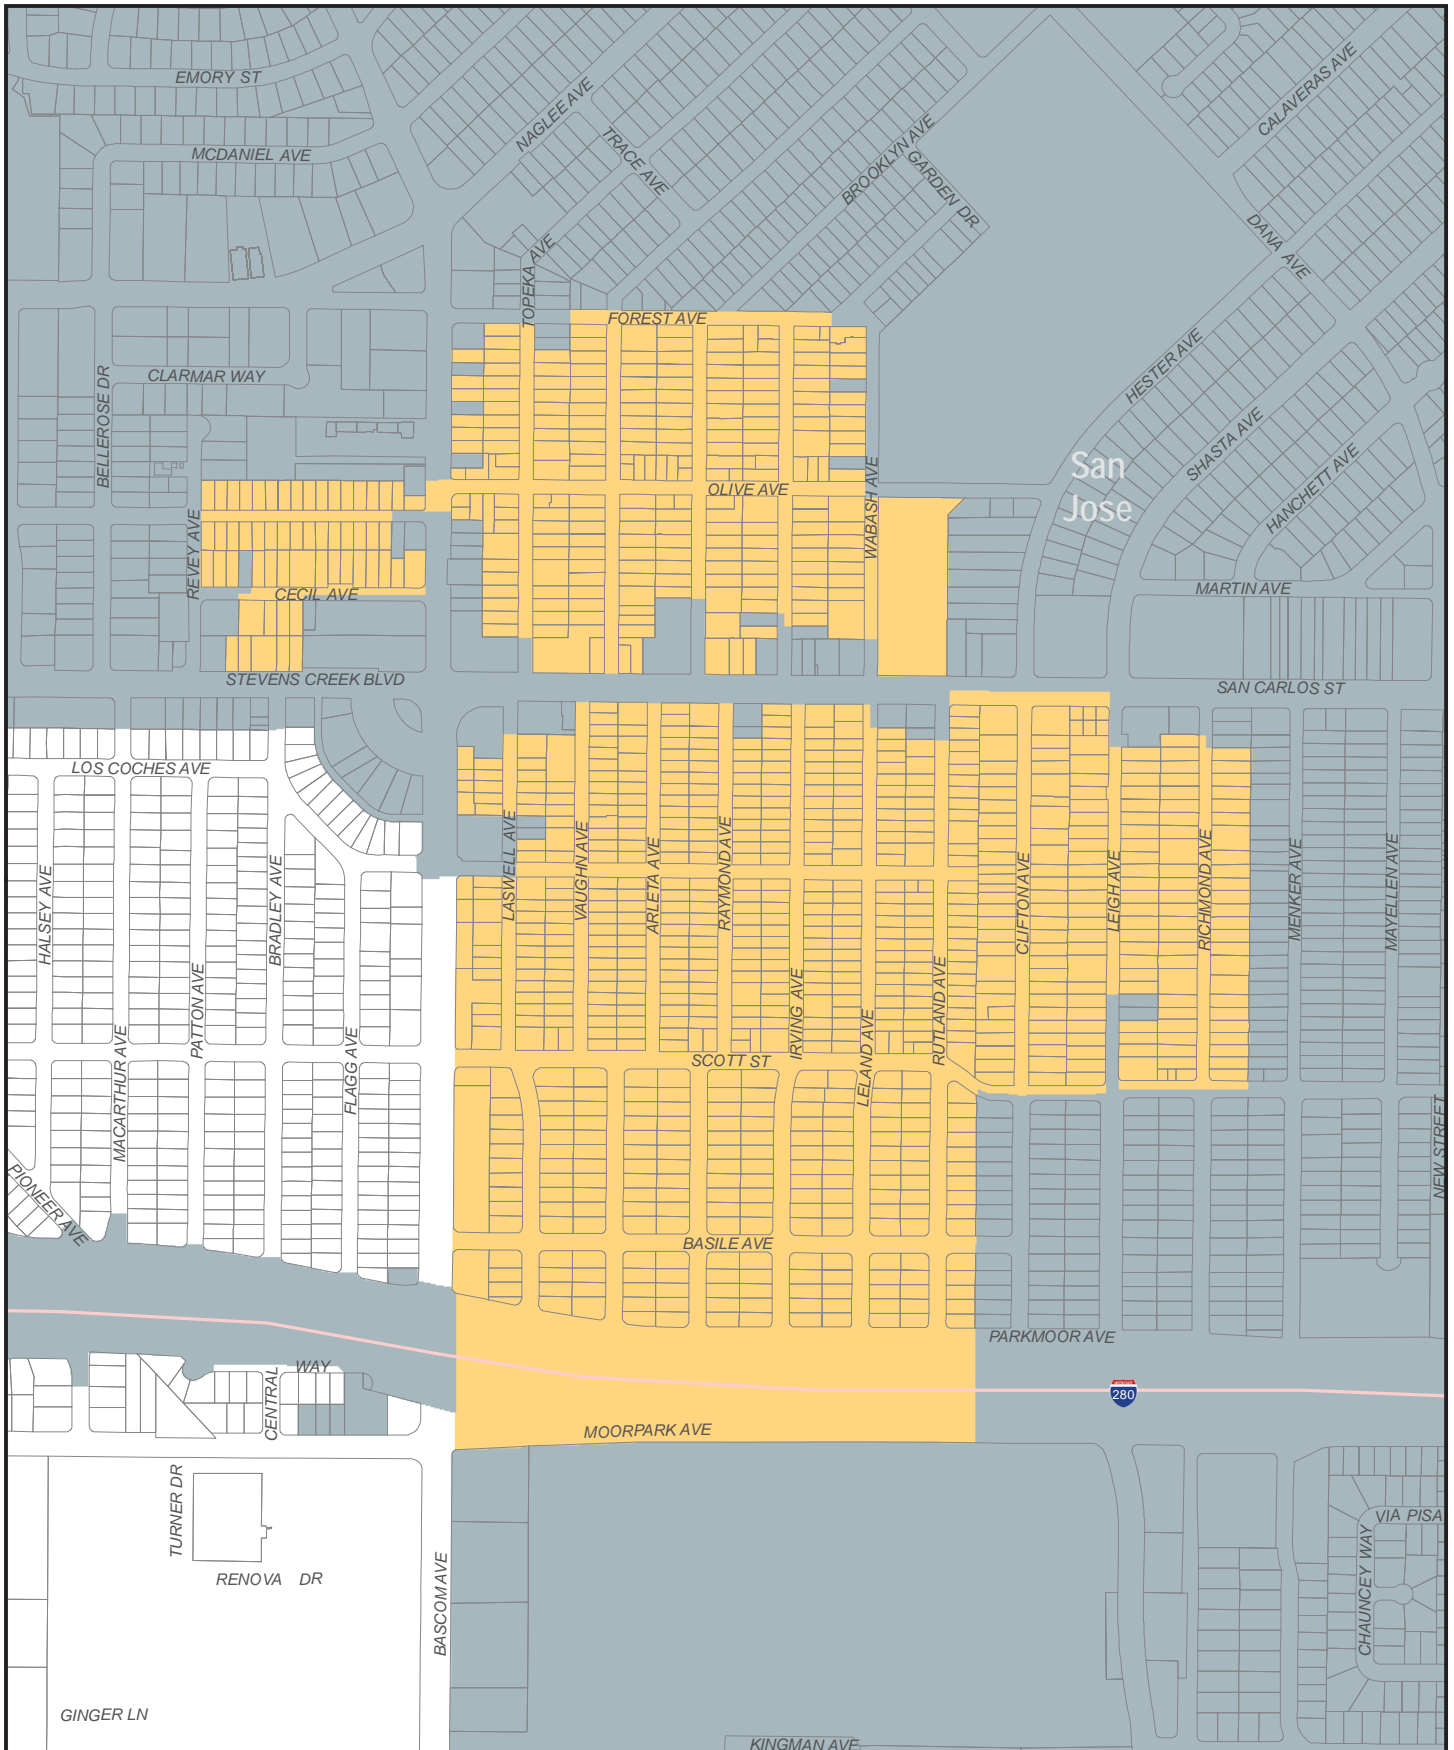 EMORY ST
NAGLEE AVE
CALAVERAS AVE
MCDANIEL AVE
TRACE AVE
BROOKLYN AVE
GARDEN DR
DANA AVE
TOPEKA AVE
FOREST AVE
CLARMAR WAY
BELLEROSE DR
HESTER AVE
SHASTA AVE
HANCHETT AVE
San
Jose
OLIVE AVE
WABASH AVE
REVEY AVE
CECIL AVE
MARTIN AVE
STEVENS CREEK BLVD
SAN CARLOS ST
LOS COCHES AVE
HALSEY AVE
BRADLEY AVE
LASWELL AVE
VAUGHN AVE
ARLETA AVE
RAYMOND AVE
CLIFTON AVE
LEIGH AVE
RICHMOND AVE
MENKER AVE
MAYELLEN AVE
PATTON AVE
IRVING AVE
RUTLAND AVE
MACARTHUR AVE
FLAGG AVE
SCOTT ST
LELAND AVE
NEW STREET
PIONEER AVE
BASILE AVE
PARKMOOR AVE
CENTRAL WAY
280
MOORPARK AVE
TURNER DR
RENOVA DR
BASCOM AVE
VIA PISA
CHAUNCEY WAY
GINGER LN
KINGMAN AVE